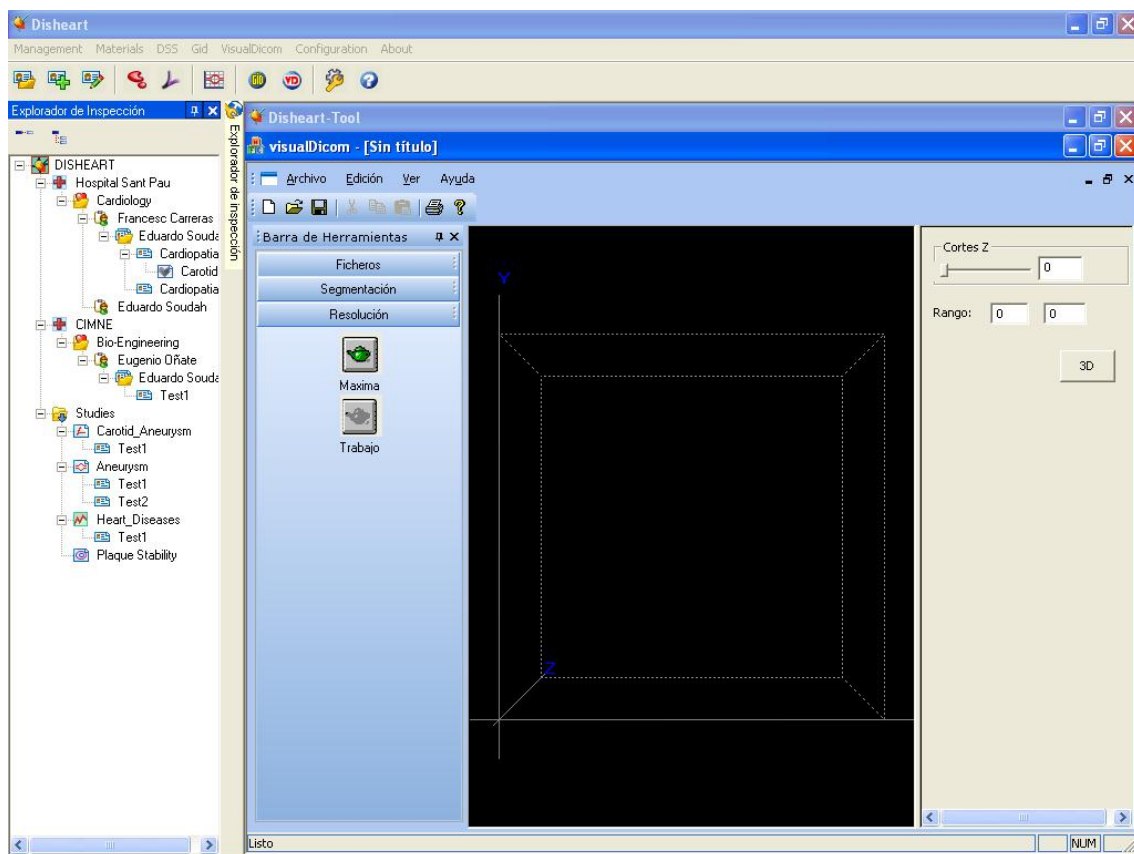 Disheart
Management Materials DSS Gid VisualDicom Configuration About
GiD VD
Explorador de Inspección
Explorador de inspección
DISHEART
Hospital Sant Pau
Cardiology
Francesc Carreras
Eduardo Souda
Cardiopatia
Carotid
Cardiopatia
Eduardo Soudah
CIMNE
Bio-Engineering
Eugenio Oñate
Eduardo Souda
Test1
Studies
Carotid_Aneurysm
Test1
Aneurysm
Test1
Test2
Heart_Diseases
Test1
Plaque Stability
Disheart-Tool
visualDicom - [Sin título]
Archivo Edición Ver Ayuda
Barra de Herramientas
Ficheros
Segmentación
Resolución
Maxima
Trabajo
Y
Z
Cortes Z
0
Rango: 0 0
3D
Listo
NUM